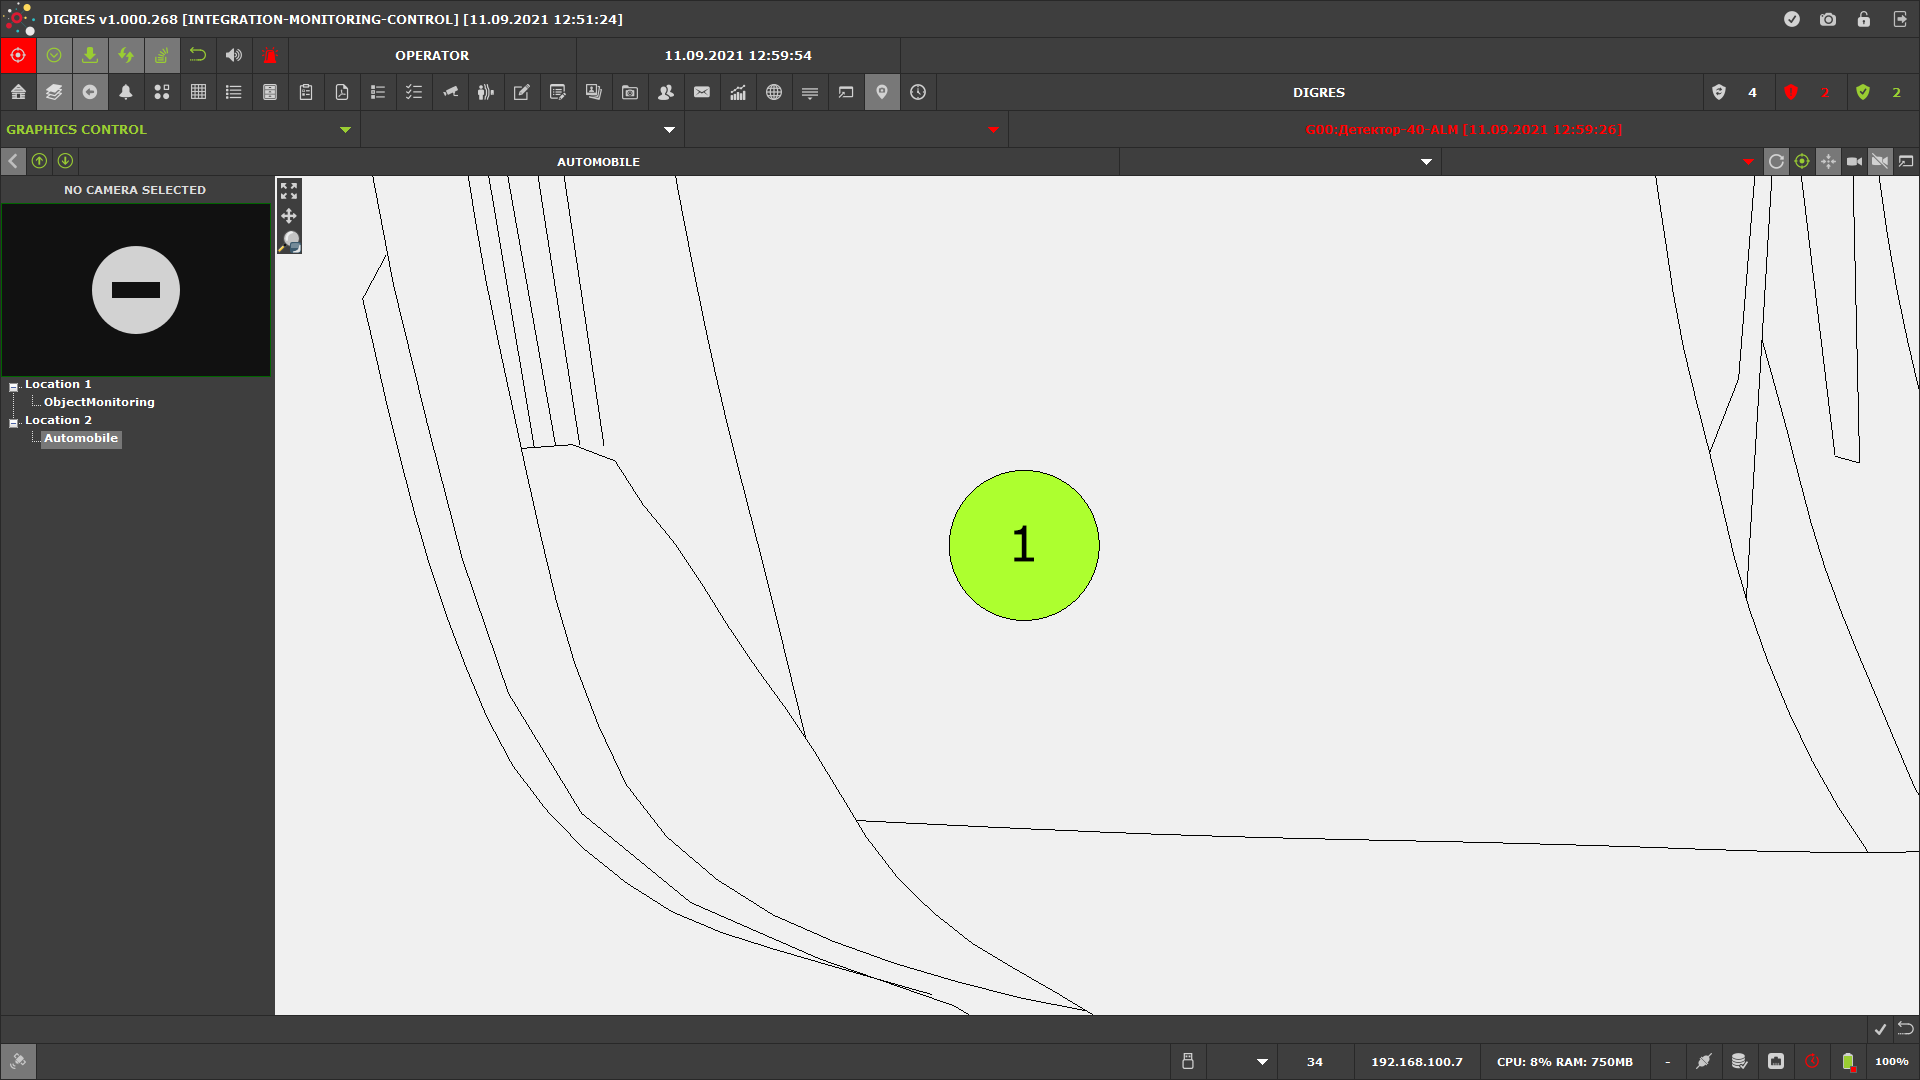 DIGRES v1.000.268 [INTEGRATION-MONITORING-CONTROL] [11.09.2021 12:51:24]
OPERATOR 11.09.2021 12:59:54
DIGRES 4 2 2
GRAPHICS CONTROL G00:Детектор-40-ALM [11.09.2021 12:59:26]
AUTOMOBILE
NO CAMERA SELECTED
Location 1
ObjectMonitoring
Location 2
Automobile
1
34 192.168.100.7 CPU: 8% RAM: 750MB - 100%